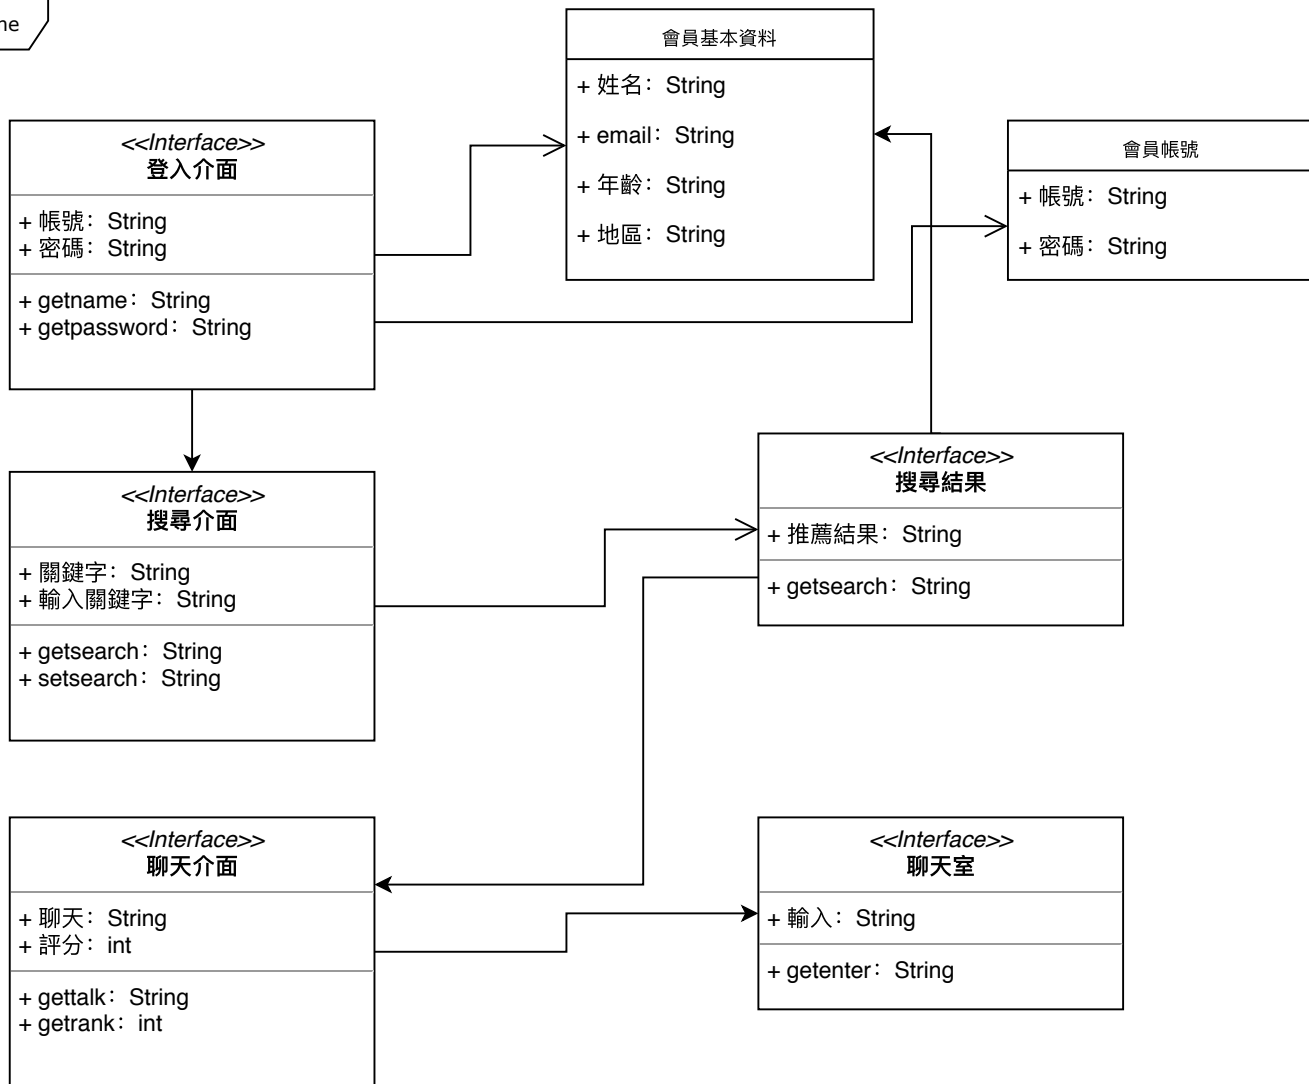 會員基本資料
+ 姓名：String
+ email：String
+ 年齡：String
+ 地區：String
<<Interface>>
登入介面
+ 帳號：String
+ 密碼：String
+ getname：String
+ getpassword：String
會員帳號
+ 帳號：String
+ 密碼：String
<<Interface>>
搜尋介面
+ 關鍵字：String
+ 輸入關鍵字：String
+ getsearch：String
+ setsearch：String
<<Interface>>
搜尋結果
+ 推薦結果：String
+ getsearch：String
<<Interface>>
聊天介面
+ 聊天：String
+ 評分：int
+ gettalk：String
+ getrank：int
<<Interface>>
聊天室
+ 輸入：String
+ getenter：String